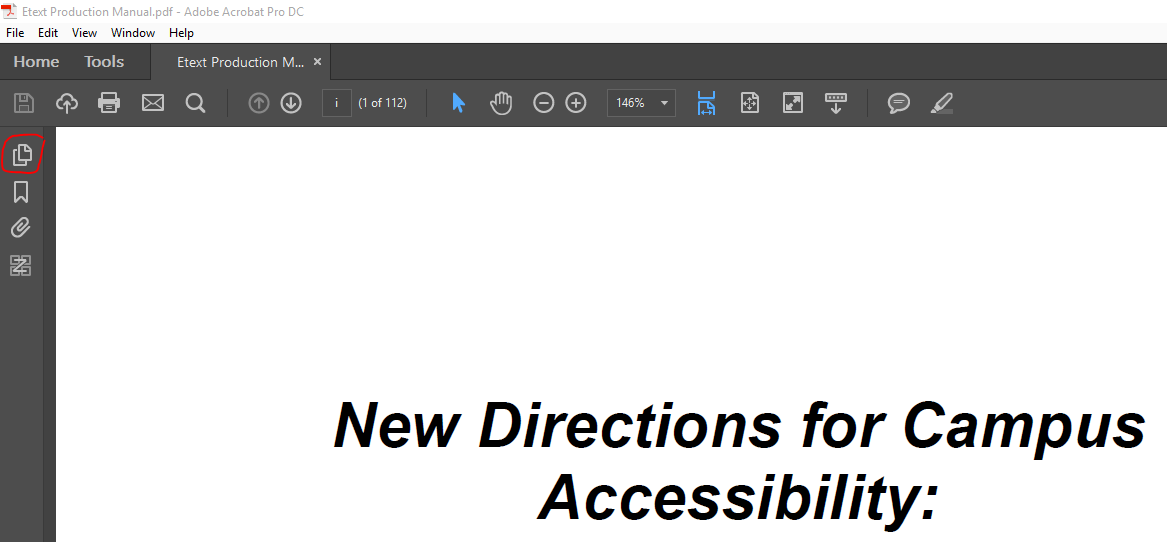 Etext Production Manual.pdf - Adobe Acrobat Pro DC
File Edit View Window Help
Home Tools Etext Production M... ×
i (1 of 112) 146%
New Directions for Campus
Accessibility: